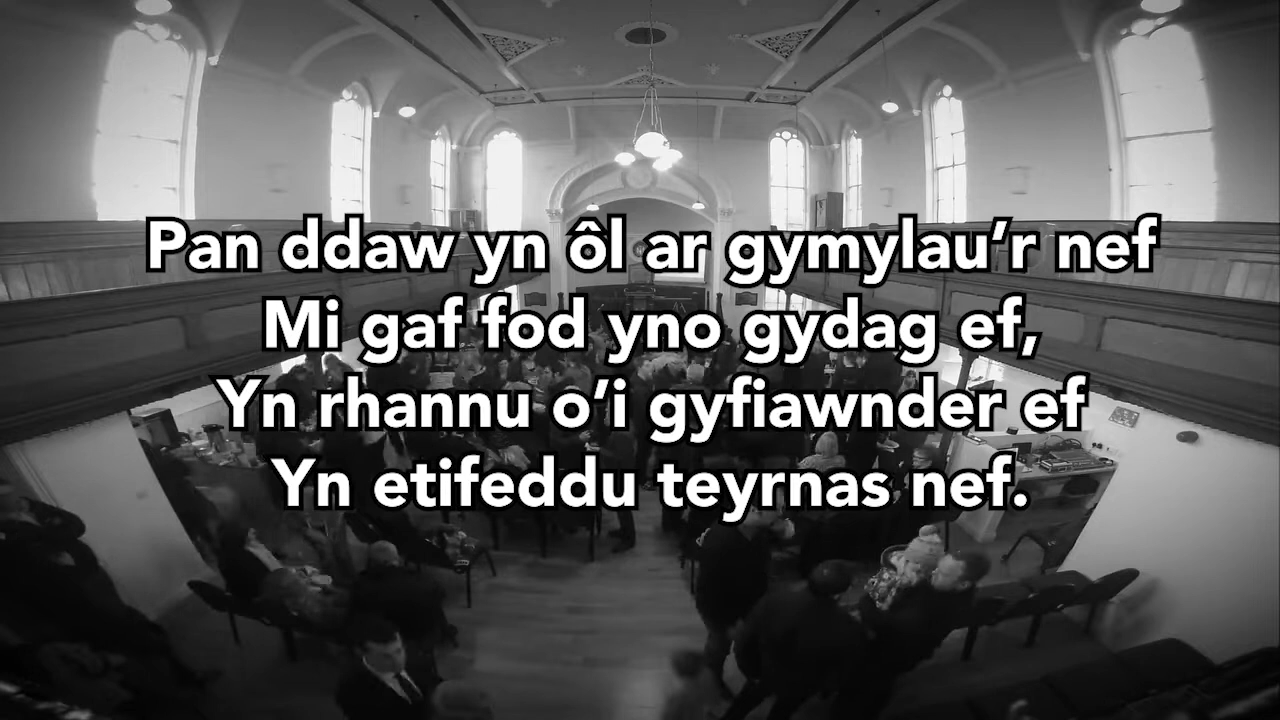 Pan ddaw yn ôl ar gymylau’r nef
Mi gaf fod yno gydag ef,
Yn rhannu o’i gyfiawnder ef
Yn etifeddu teyrnas nef.